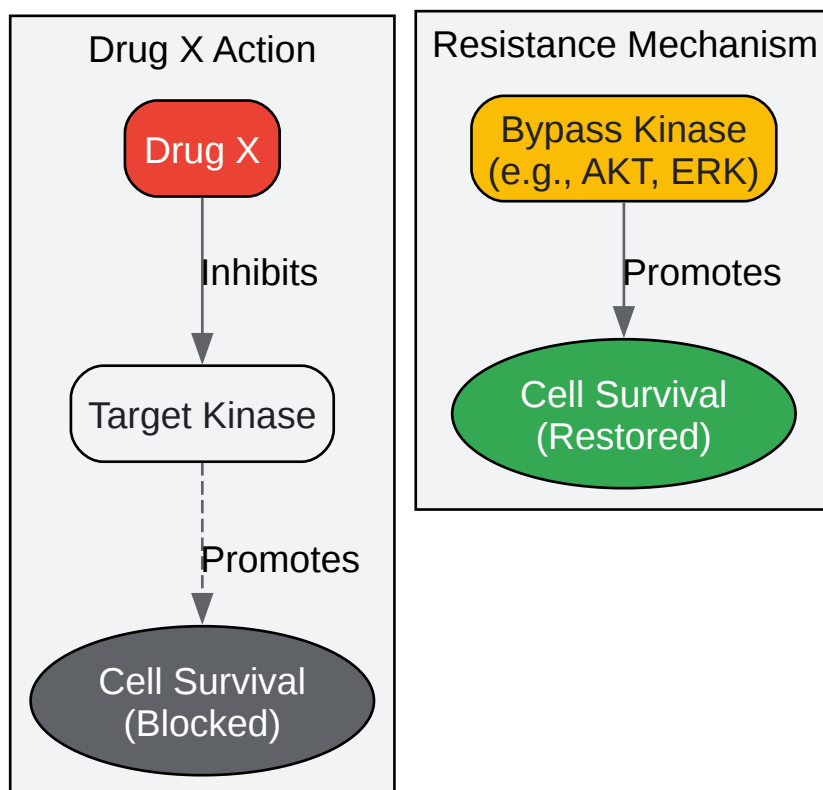 Drug X Action
Drug X
Inhibits
Target Kinase
Promotes
Cell Survival
(Blocked)
Resistance Mechanism
Bypass Kinase
(e.g., AKT, ERK)
Promotes
Cell Survival
(Restored)